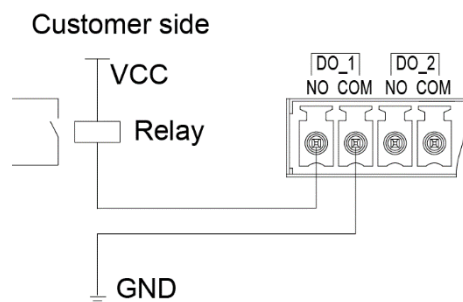 Customer side
VCC
DO_1 DO_2
NO COM NO COM
Relay
GND